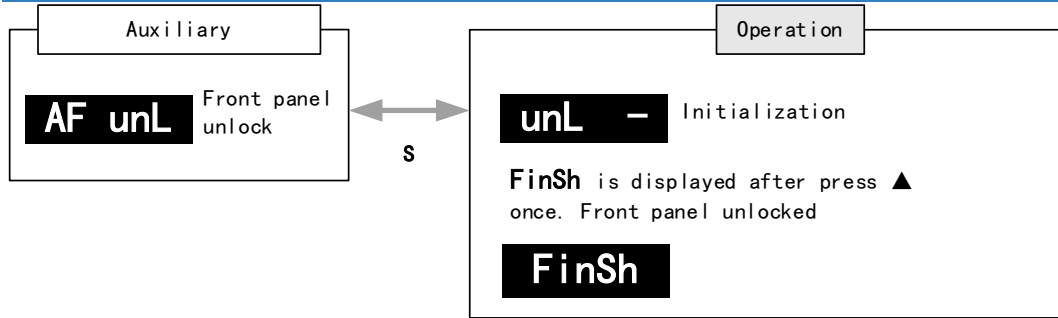 Auxiliary
AF unL
Front panel
unlock
S
Operation
unL -
Initialization
FinSh is displayed after press ▲
once. Front panel unlocked
FinSh